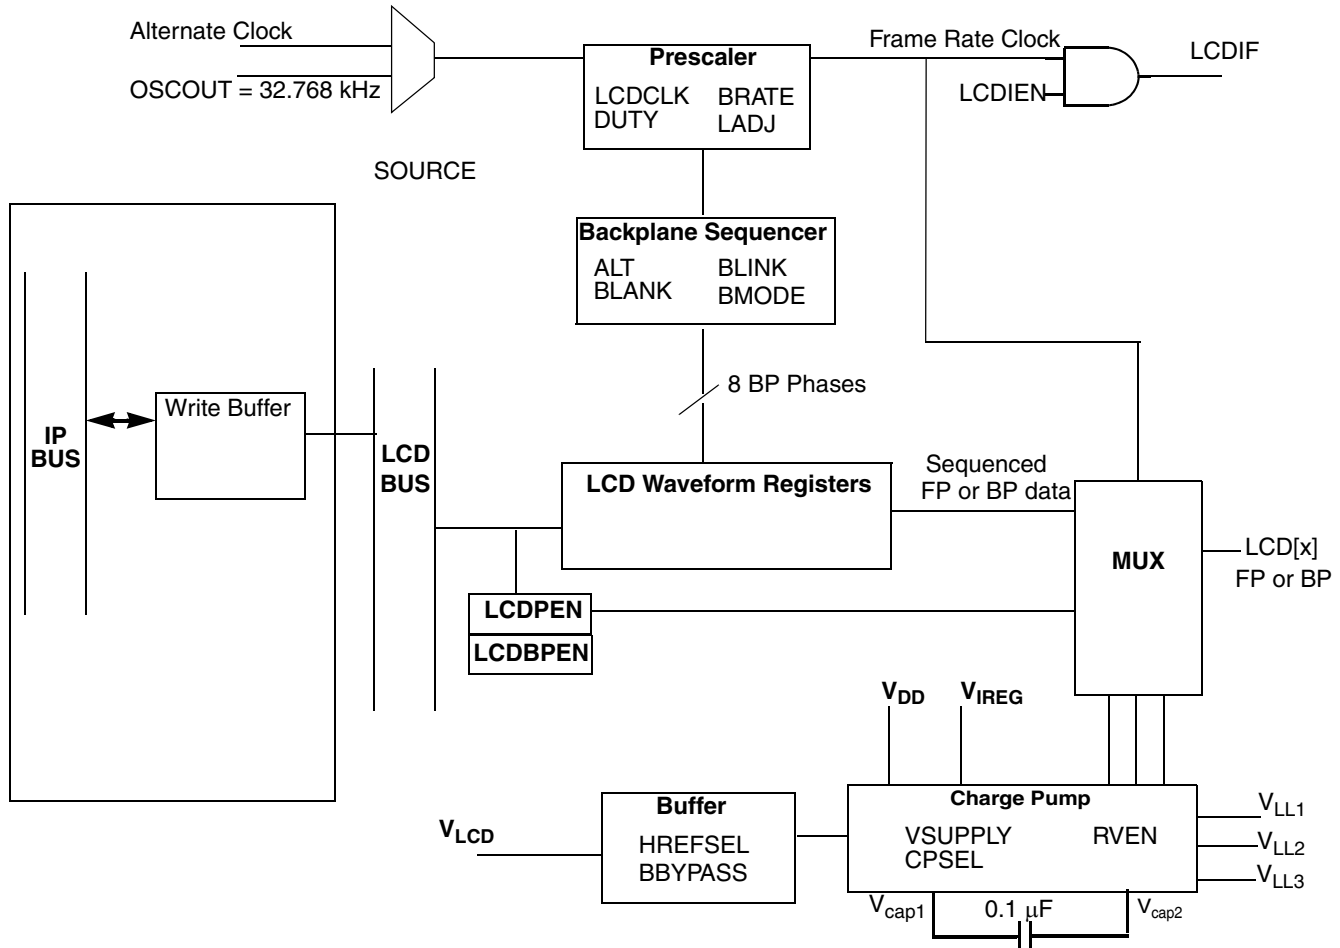 Alternate Clock
OSCOUT = 32.768 kHz
SOURCE
Prescaler
LCDCLK BRATE
DUTY LADJ
Frame Rate Clock
LCDIEN
LCDIF
Backplane Sequencer
ALT BLINK
BLANK BMODE
8 BP Phases
IP
BUS
Write Buffer
LCD
BUS
LCD Waveform Registers
Sequenced
FP or BP data
MUX
LCD[x]
FP or BP
LCDPEN
LCDBPEN
VDD VIREG
VLCD
Buffer
HREFSEL
BBYPASS
Charge Pump
VSUPPLY RVEN
CPSEL
VLL1
VLL2
VLL3
Vcap1 0.1 μF Vcap2